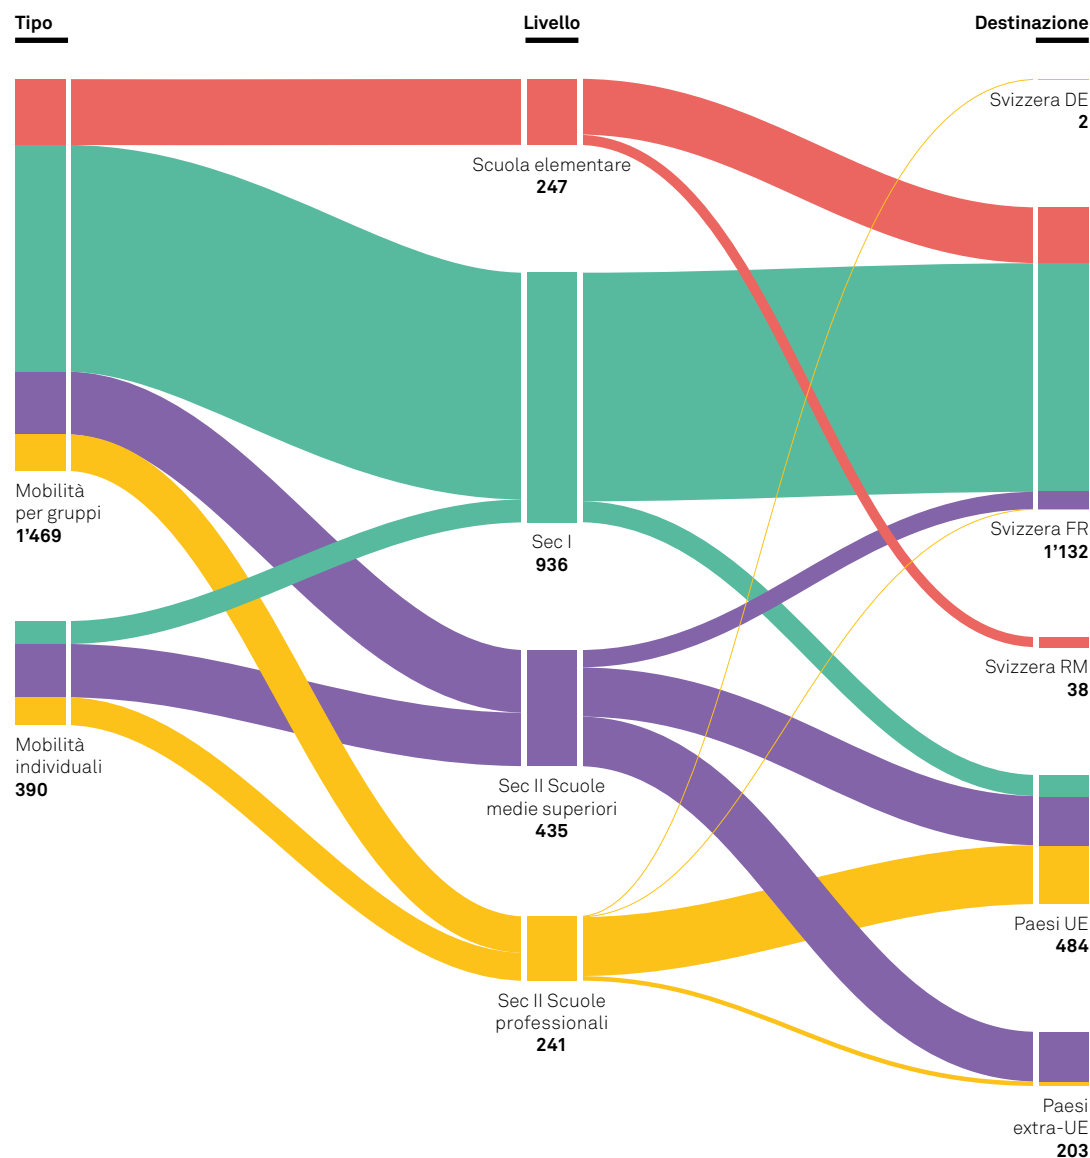 Tipo
Livello
Destinazione
Svizzera DE
2
Scuola elementare
247
Mobilità
per gruppi
1'469
Sec I
936
Svizzera FR
1'132
Svizzera RM
38
Mobilità
individuali
390
Sec II Scuole
medie superiori
435
Paesi UE
484
Sec II Scuole
professionali
241
Paesi
extra-UE
203